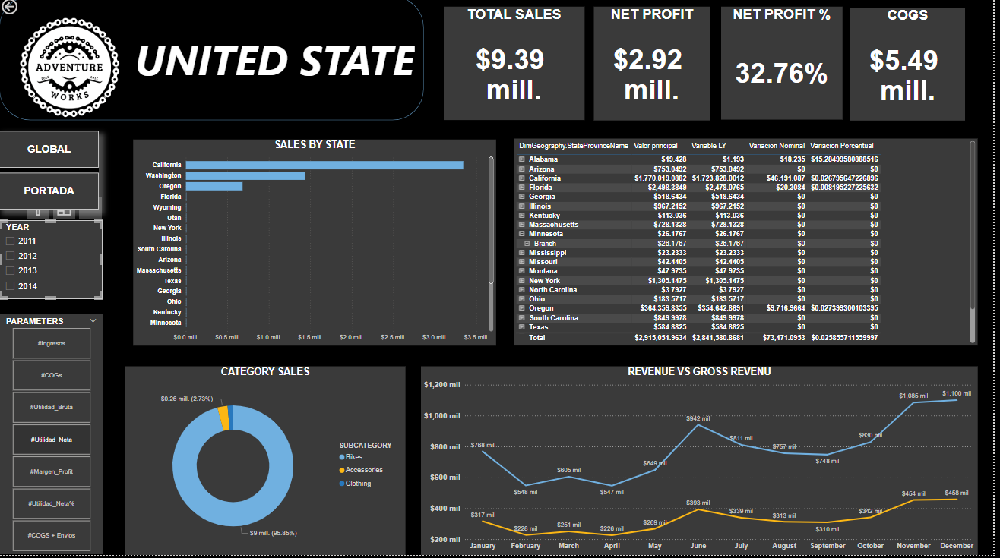 ADVENTURE
WORKS
UNITED STATE
TOTAL SALES
$9.39
mill.
NET PROFIT
$2.92
mill.
NET PROFIT %
32.76%
COGS
$5.49
mill.
GLOBAL
PORTADA
YEAR
2011
2012
2013
2014
PARAMETERS
#Ingresos
#COGs
#Utilidad_Bruta
#Utilidad_Neta
#Margen_Profit
#Utilidad_Neta%
#COGS + Envios
SALES BY STATE
California
Washington
Oregon
Florida
Wyoming
Utah
New York
Illinois
South Carolina
Arizona
Massachusetts
Texas
Georgia
Ohio
Kentucky
Minnesota
$0.0 mill. $0.5 mill. $1.0 mill. $1.5 mill. $2.0 mill. $2.5 mill. $3.0 mill. $3.5 mill.
DimGeography.StateProvinceName Valor principal Variable LY Variacion Nominal Variacion Porcentual
Alabama $19.428 $1.193 $18.235 $15.28499580888516
Arizona $753.0492 $753.0492 $0 $0
California $1,770,019.0882 $1,723,828.0012 $46,191.087 $0.026795647226896
Florida $2,498.3849 $2,478.0765 $20.3084 $0.008195227225632
Georgia $518.6434 $518.6434 $0 $0
Illinois $967.2152 $967.2152 $0 $0
Kentucky $113.036 $113.036 $0 $0
Massachusetts $728.1328 $728.1328 $0 $0
Minnesota $26.1767 $26.1767 $0 $0
Branch $26.1767 $26.1767 $0 $0
Mississippi $23.2333 $23.2333 $0 $0
Missouri $42.4405 $42.4405 $0 $0
Montana $47.9735 $47.9735 $0 $0
New York $1,305.1475 $1,305.1475 $0 $0
North Carolina $3.7927 $3.7927 $0 $0
Ohio $183.5717 $183.5717 $0 $0
Oregon $364,359.8355 $354,642.8691 $9,716.9664 $0.027399300103395
South Carolina $849.9978 $849.9978 $0 $0
Texas $584.8825 $584.8825 $0 $0
Total $2,915,051.9634 $2,841,580.8681 $73,471.0953 $0.025855711559997
CATEGORY SALES
$0.26 mill. (2.73%)
$9 mill. (95.85%)
SUBCATEGORY
Bikes
Accessories
Clothing
REVENUE VS GROSS REVENU
$1,200 mil
$1,000 mil
$800 mil
$600 mil
$400 mil
$200 mil
$768 mil
$548 mil
$605 mil
$547 mil
$649 mil
$942 mil
$811 mil
$757 mil
$748 mil
$830 mil
$1,085 mil
$1,100 mil
$317 mil
$228 mil
$251 mil
$226 mil
$269 mil
$393 mil
$339 mil
$313 mil
$310 mil
$342 mil
$454 mil
$458 mil
January February March April May June July August September October November December